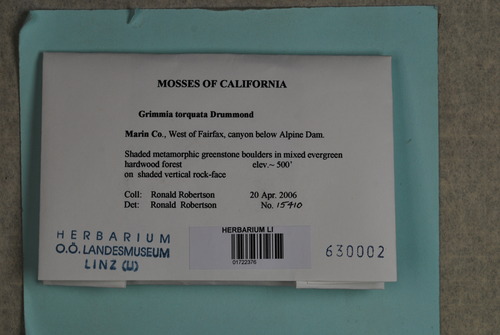 MOSSES OF CALIFORNIA
Grimmia torquata Drummond
Marin Co., West of Fairfax, canyon below Alpine Dam.
Shaded metamorphic greenstone boulders in mixed evergreen
hardwood forest elev.~ 500'
on shaded vertical rock-face
Coll: Ronald Robertson 20 Apr. 2006
Det: Ronald Robertson No. 15410
HERBARIUM LI
01722376
HERBARIUM
O.Ö. LANDESMUSEUM
LINZ (LI)
630002